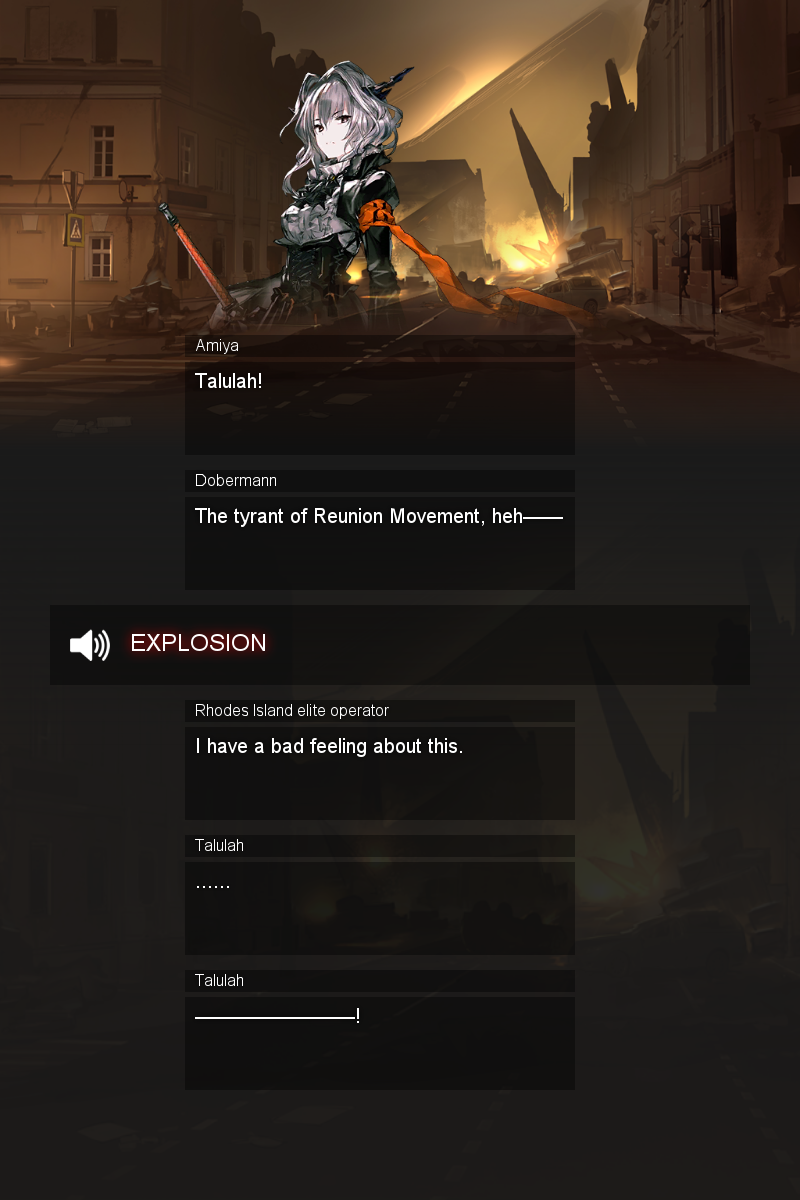 Amiya
Talulah!
Dobermann
The tyrant of Reunion Movement, heh——
EXPLOSION
Rhodes Island elite operator
I have a bad feeling about this.
Talulah
......
Talulah
————————!